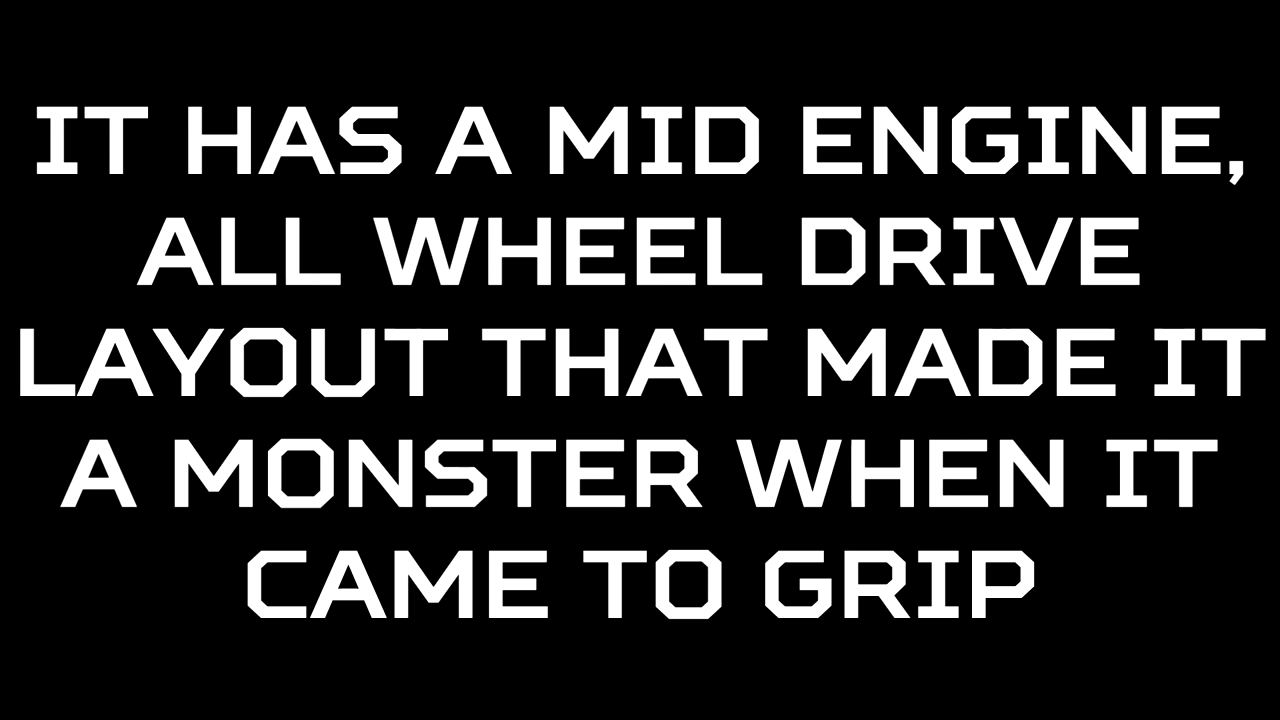 IT HAS A MID ENGINE,
ALL WHEEL DRIVE
LAYOUT THAT MADE IT
A MONSTER WHEN IT
CAME TO GRIP